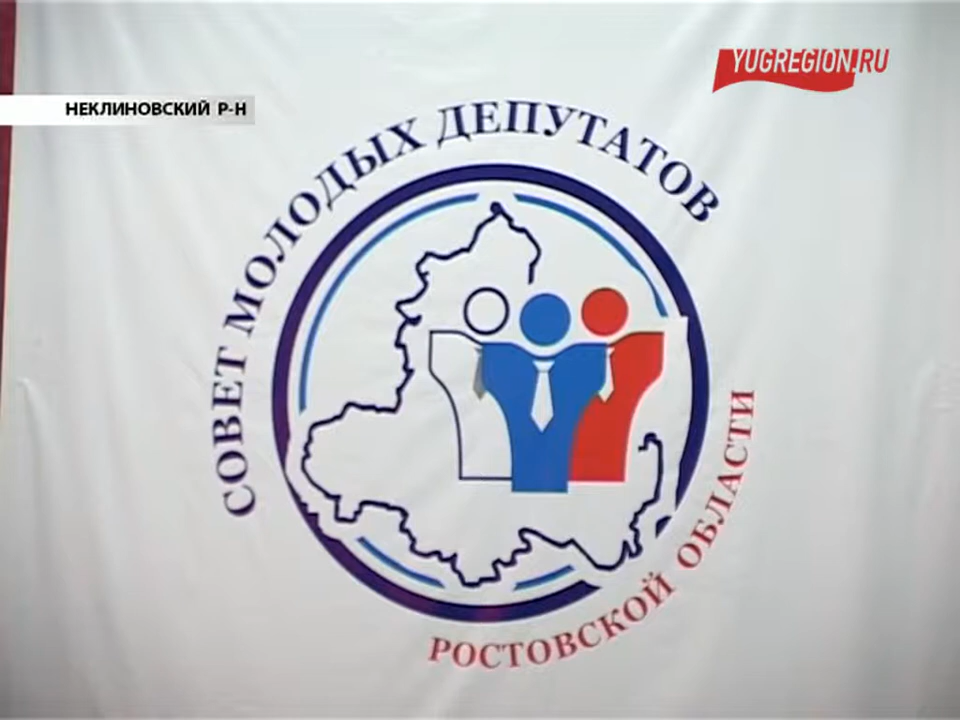 YUGREGION.RU
НЕКЛИНОВСКИЙ Р-Н
СОВЕТ МОЛОДЫХ ДЕПУТАТОВ
РОСТОВСКОЙ ОБЛАСТИ